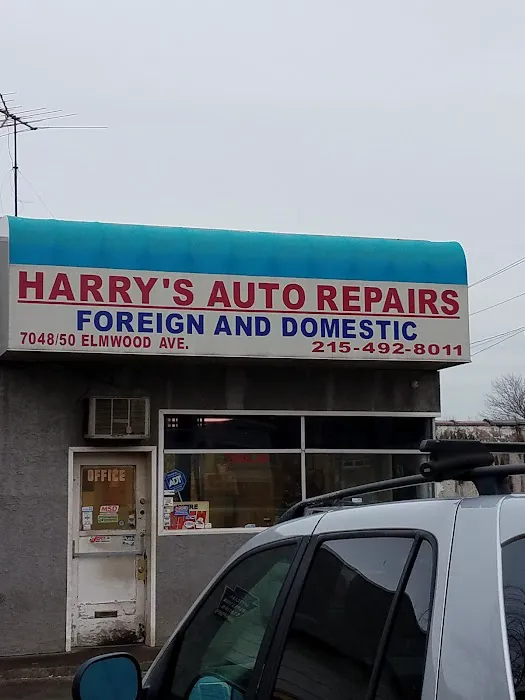 HARRY'S AUTO REPAIRS
FOREIGN AND DOMESTIC
7048/50 ELMWOOD AVE. 215-492-8011
OFFICE
ADT